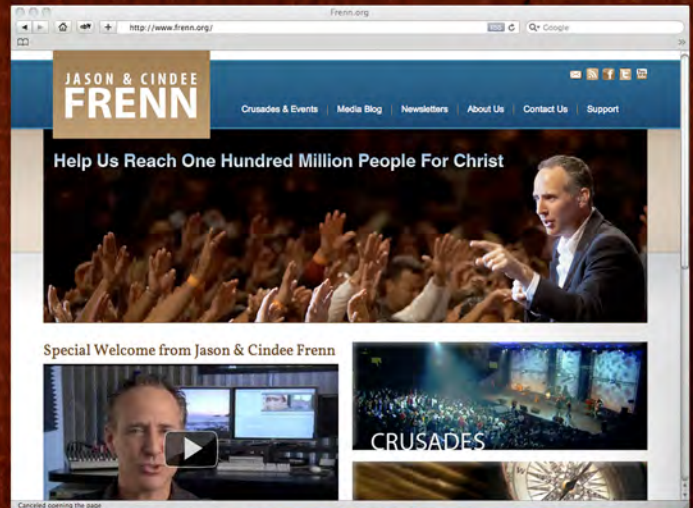 Frenn.org
http://www.frenn.org/
RSS
Google
JASON & CINDEE
FRENN
Crusades & Events
Media Blog
Newsletters
About Us
Contact Us
Support
Help Us Reach One Hundred Million People For Christ
Special Welcome from Jason & Cindee Frenn
CRUSADES
Canceled opening the page